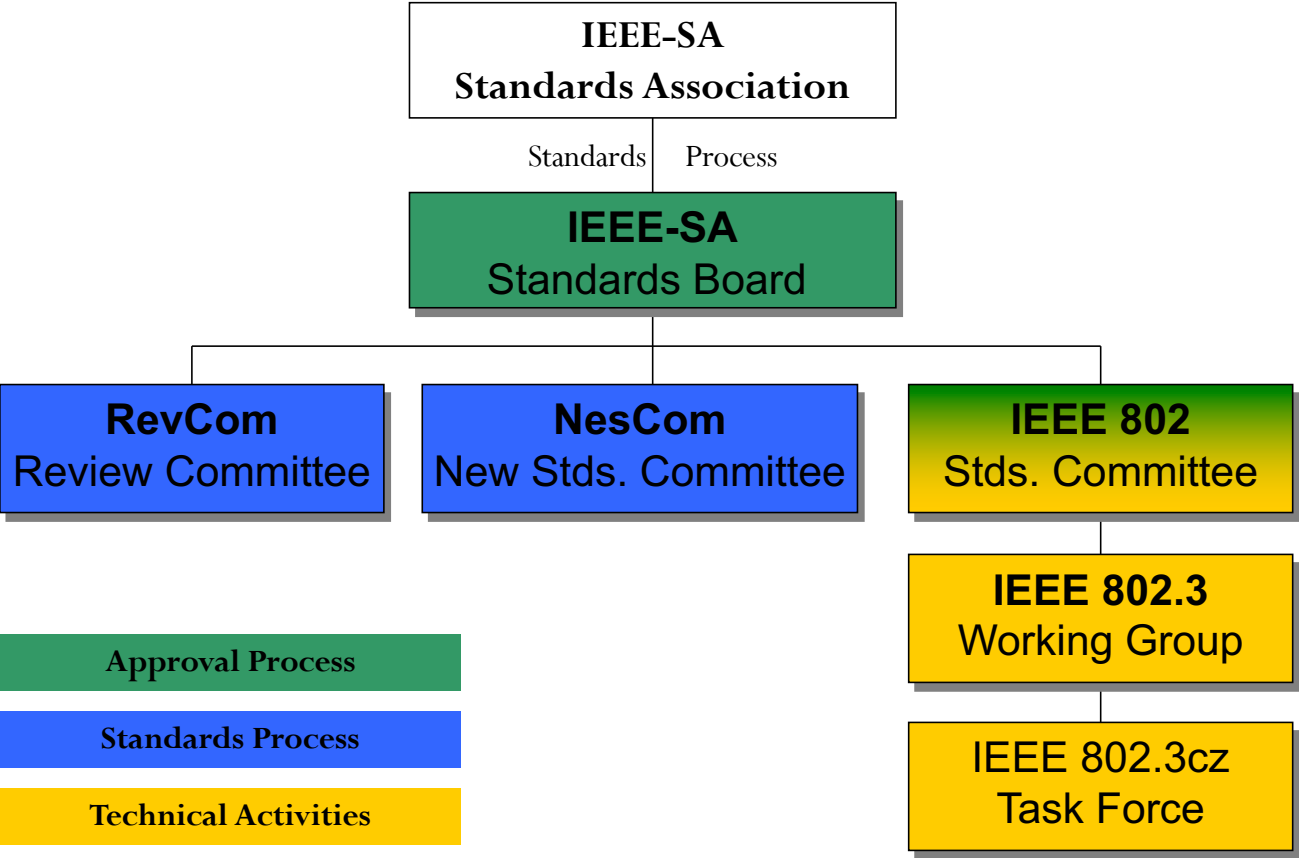 IEEE-SA
Standards Association
Standards Process
IEEE-SA
Standards Board
RevCom
Review Committee
NesCom
New Stds. Committee
IEEE 802
Stds. Committee
IEEE 802.3
Working Group
IEEE 802.3cz
Task Force
Approval Process
Standards Process
Technical Activities